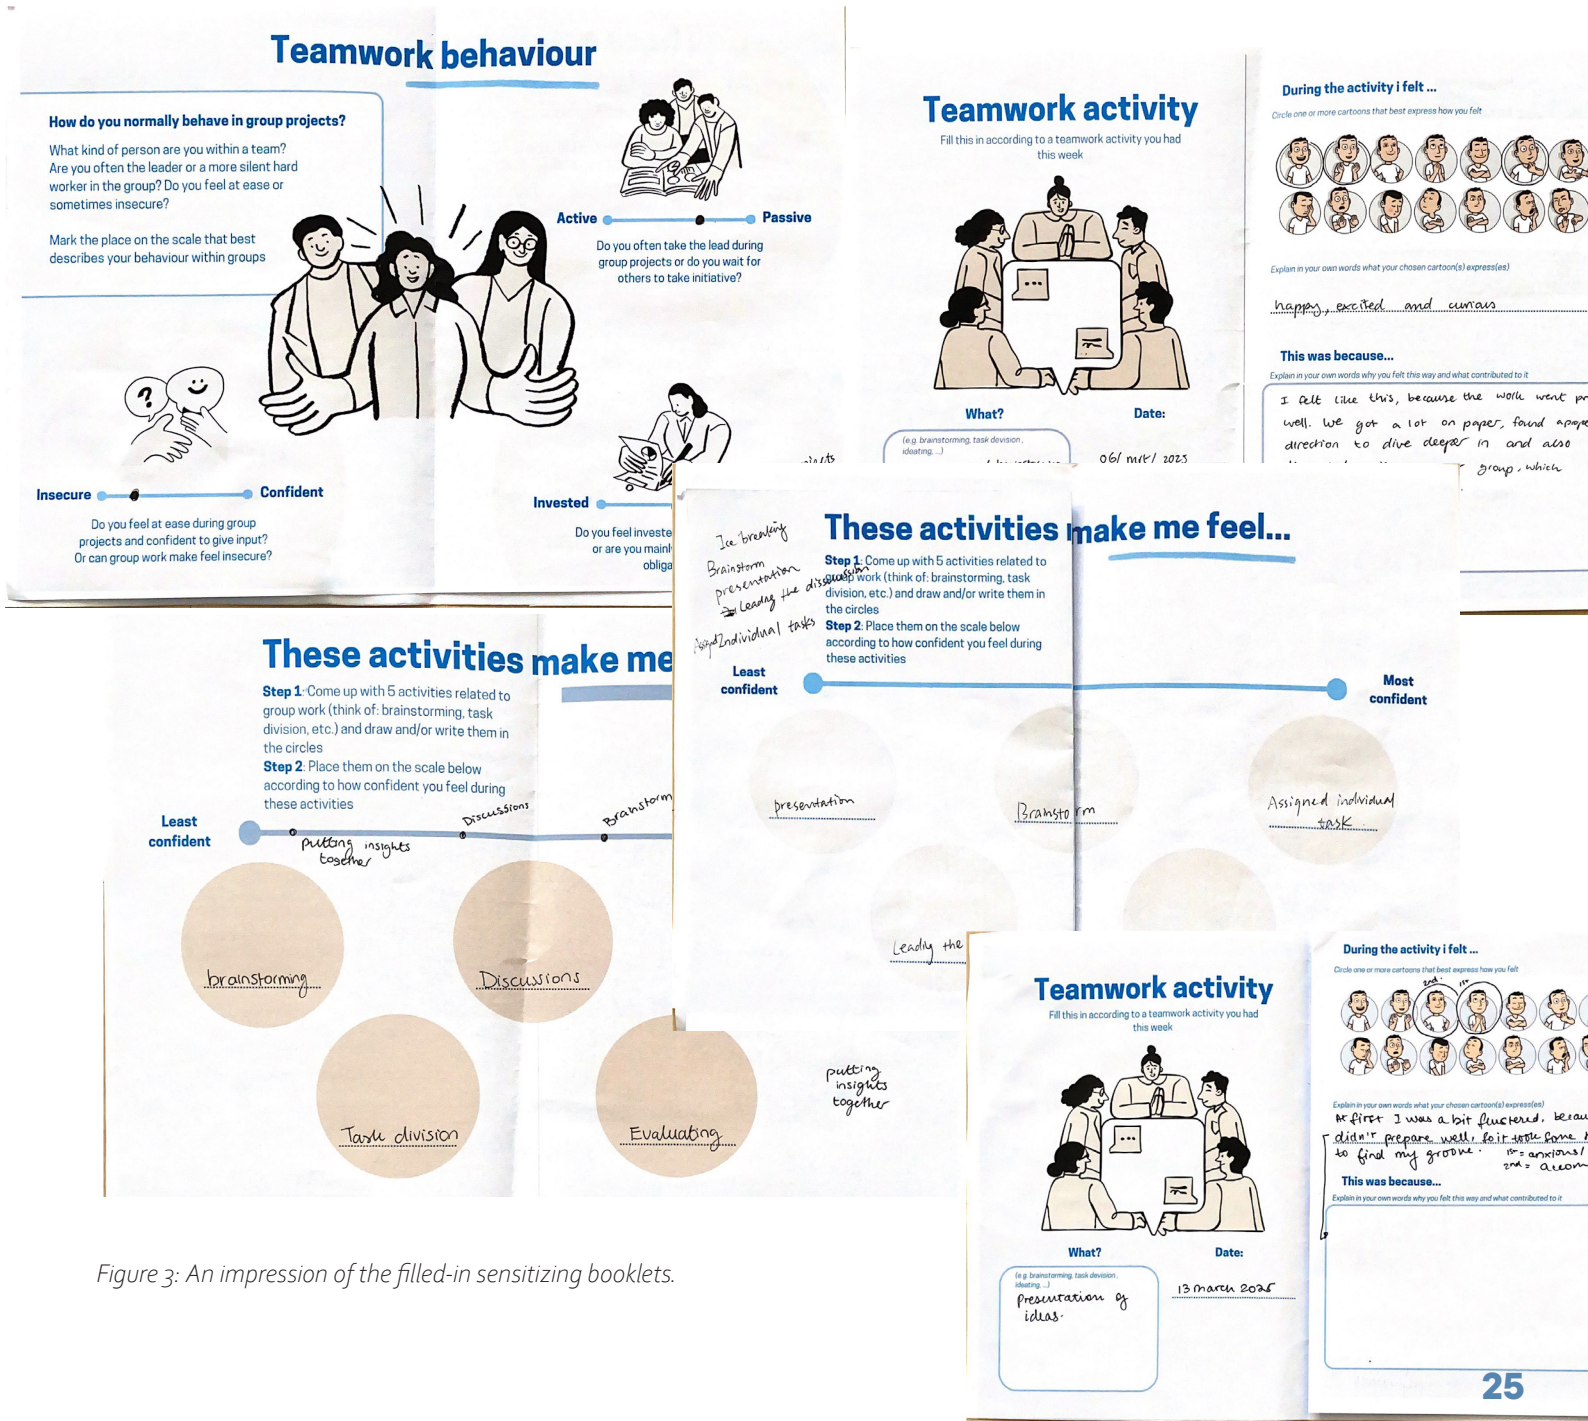 Teamwork behaviour
How do you normally behave in group projects?
What kind of person are you within a team?
Are you often the leader or a more silent hard
worker in the group? Do you feel at ease or
sometimes insecure?
Mark the place on the scale that best
describes your behaviour within groups
Active
Passive
Do you often take the lead during
group projects or do you wait for
others to take initiative?
?
Insecure
Confident
Do you feel at ease during group
projects and confident to give input?
Or can group work make feel insecure?
Invested
Do you feel investe
or are you mainl
obliga
Teamwork activity
Fill this in according to a teamwork activity you had
this week
What?
Date:
(e.g. brainstorming, task devision,
ideating, ...)
06/ mrt/ 2025
During the activity i felt ...
Circle one or more cartoons that best express how you felt
Explain in your own words what your chosen cartoon(s) express(es)
happy, excited and curious
This was because...
Explain in your own words why you felt this way and what contributed to it
I felt like this, because the work went
well. We got a lot on paper, found
direction to dive deeper in and also
group, which
These activities make me feel...
Ice breaking
Brainstorm
presentation
Leading the
Individual tasks
Step 1: Come up with 5 activities related to
group work (think of: brainstorming, task
division, etc.) and draw and/or write them in
the circles
Step 2: Place them on the scale below
according to how confident you feel during
these activities
Least
confident
Most
confident
presentation
Brainstorm
Assigned individual
task
Leadig the
These activities make me
Step 1: Come up with 5 activities related to
group work (think of: brainstorming, task
division, etc.) and draw and/or write them in
the circles
Step 2: Place them on the scale below
according to how confident you feel during
these activities
Least
confident
putting insights
together
Discussions
Brainstorm
brainstorming
Discussions
Task division
Evaluating
putting
insights
together
Teamwork activity
Fill this in according to a teamwork activity you had
this week
What?
Date:
(e.g. brainstorming, task devision,
ideating, ...)
Presentation of
ideas.
13 march 2025
During the activity i felt ...
Circle one or more cartoons that best express how you felt
2nd.
1st
Explain in your own words what your chosen cartoon(s) express(es)
At first I was a bit flustered, becau
didn't prepare well, so it took some
to find my groove.
1st = anxious/
2nd =
This was because...
Explain in your own words why you felt this way and what contributed to it
Figure 3: An impression of the filled-in sensitizing booklets.
25